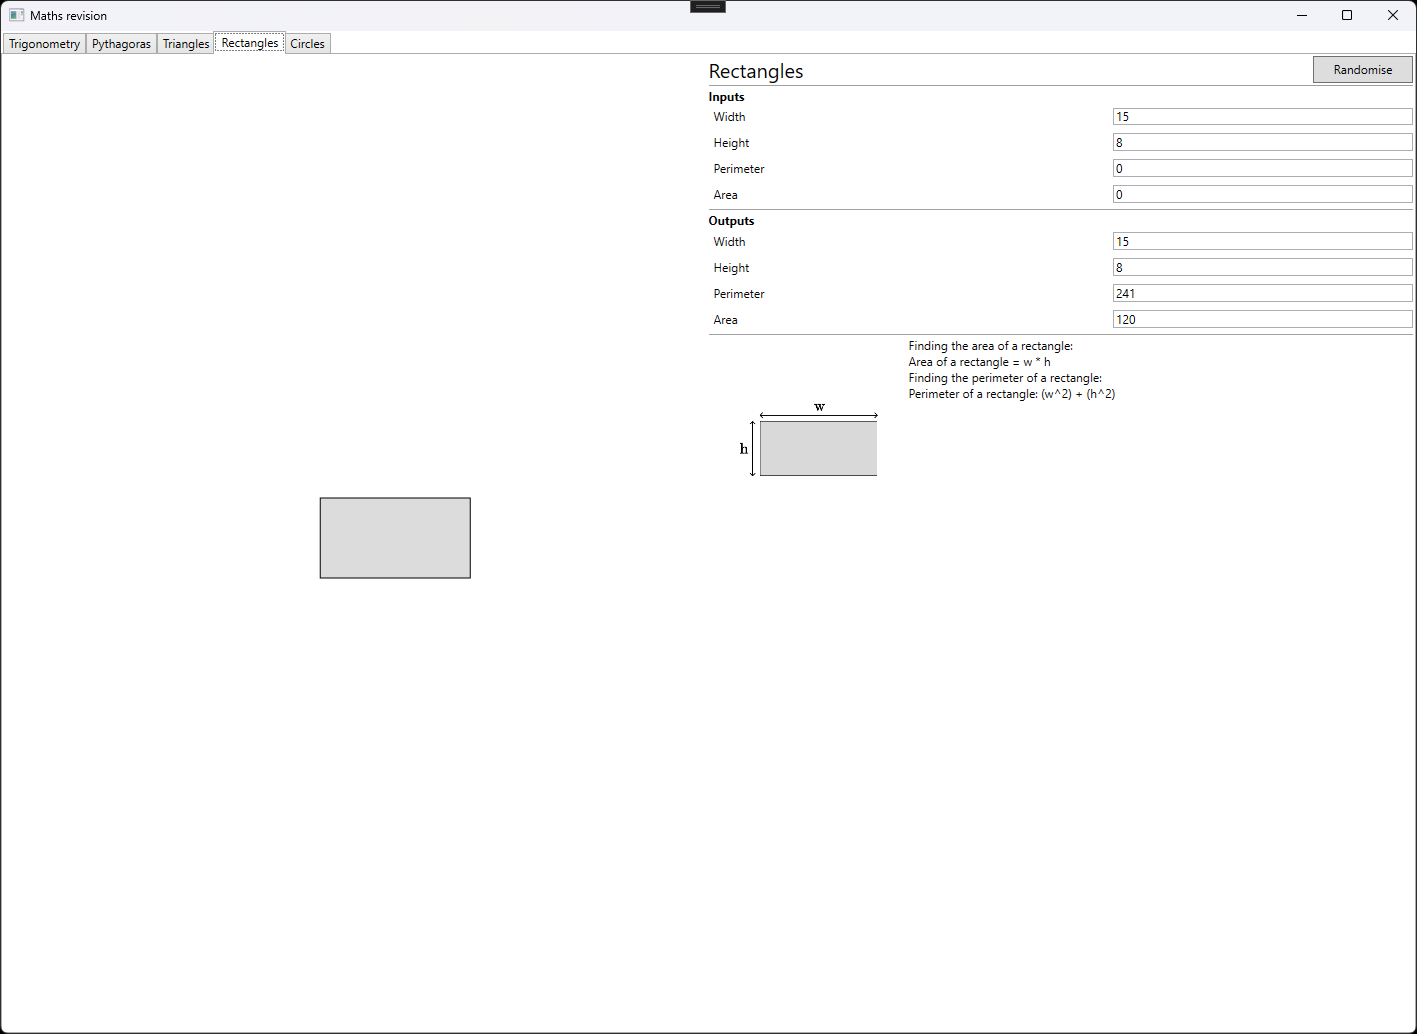 Maths revision
Trigonometry Pythagoras Triangles Rectangles Circles
Rectangles Randomise
Inputs
Width 15
Height 8
Perimeter 0
Area 0
Outputs
Width 15
Height 8
Perimeter 241
Area 120
Finding the area of a rectangle:
Area of a rectangle = w * h
Finding the perimeter of a rectangle:
Perimeter of a rectangle: (w^2) + (h^2)
w
h